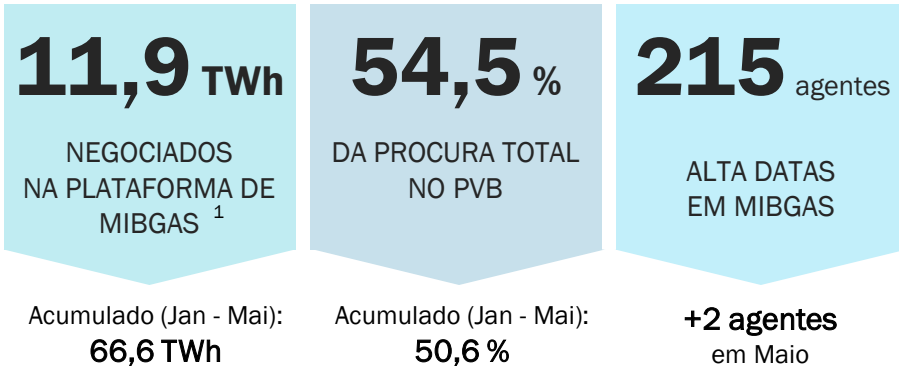 11,9 TWh
NEGOCIADOS
NA PLATAFORMA DE
MIBGAS 1
Acumulado (Jan - Mai):
66,6 TWh
54,5 %
DA PROCURA TOTAL
NO PVB
Acumulado (Jan - Mai):
50,6 %
215 agentes
ALTA DATAS
EM MIBGAS
+2 agentes
em Maio